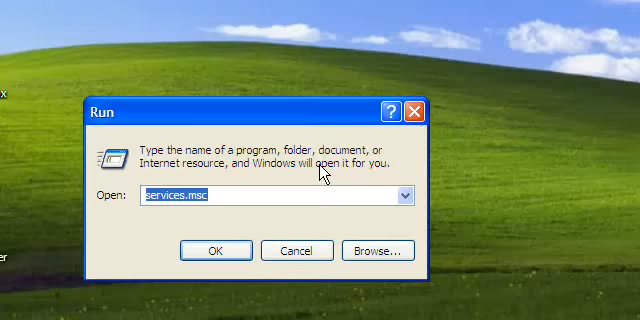 x
Run
Type the name of a program, folder, document, or
Internet resource, and Windows will open it for you.
Open: services.msc
OK Cancel Browse...
er